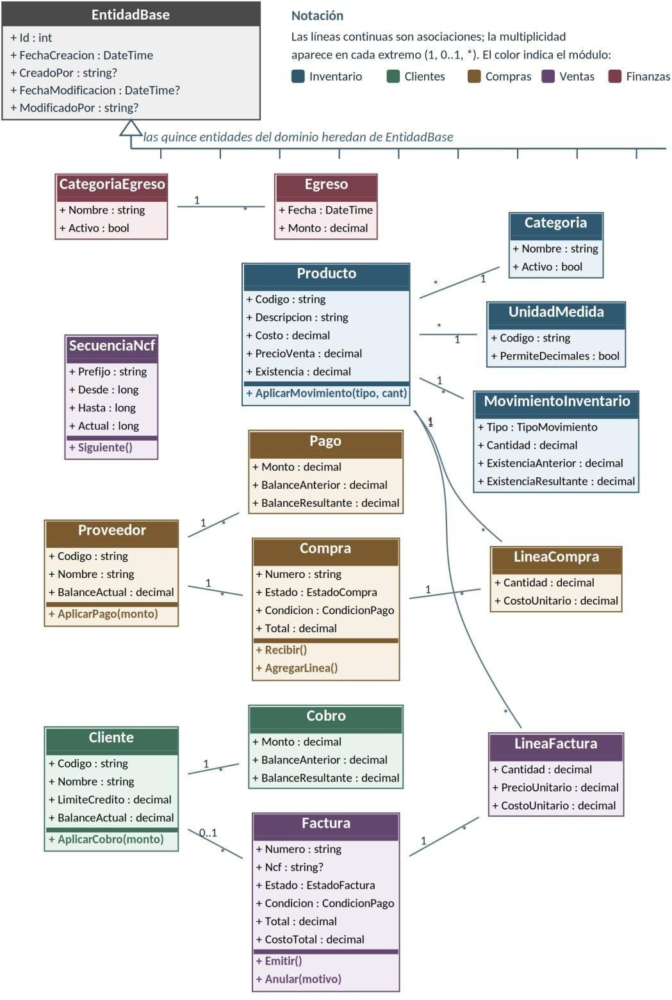 EntidadBase
+ Id : int
+ FechaCreacion : DateTime
+ CreadoPor : string?
+ FechaModificacion : DateTime?
+ ModificadoPor : string?
Notación
Las líneas continuas son asociaciones; la multiplicidad
aparece en cada extremo (1, 0..1, *). El color indica el módulo:
Inventario Clientes Compras Ventas Finanzas
las quince entidades del dominio heredan de EntidadBase
CategoriaEgreso
+ Nombre : string
+ Activo : bool
1
*
Egreso
+ Fecha : DateTime
+ Monto : decimal
Categoria
+ Nombre : string
+ Activo : bool
Producto
+ Codigo : string
+ Descripcion : string
+ Costo : decimal
+ PrecioVenta : decimal
+ Existencia : decimal
+ AplicarMovimiento(tipo, cant)
*
1
*
1
1
*
UnidadMedida
+ Codigo : string
+ PermiteDecimales : bool
SecuenciaNcf
+ Prefijo : string
+ Desde : long
+ Hasta : long
+ Actual : long
+ Siguiente()
MovimientoInventario
+ Tipo : TipoMovimiento
+ Cantidad : decimal
+ ExistenciaAnterior : decimal
+ ExistenciaResultante : decimal
1
1
Pago
+ Monto : decimal
+ BalanceAnterior : decimal
+ BalanceResultante : decimal
Proveedor
+ Codigo : string
+ Nombre : string
+ BalanceActual : decimal
+ AplicarPago(monto)
1
*
1
*
Compra
+ Numero : string
+ Estado : EstadoCompra
+ Condicion : CondicionPago
+ Total : decimal
+ Recibir()
+ AgregarLinea()
*
1
*
LineaCompra
+ Cantidad : decimal
+ CostoUnitario : decimal
Cobro
+ Monto : decimal
+ BalanceAnterior : decimal
+ BalanceResultante : decimal
Cliente
+ Codigo : string
+ Nombre : string
+ LimiteCredito : decimal
+ BalanceActual : decimal
+ AplicarCobro(monto)
1
*
0..1
*
*
LineaFactura
+ Cantidad : decimal
+ PrecioUnitario : decimal
+ CostoUnitario : decimal
Factura
+ Numero : string
+ Ncf : string?
+ Estado : EstadoFactura
+ Condicion : CondicionPago
+ Total : decimal
+ CostoTotal : decimal
+ Emitir()
+ Anular(motivo)
1
*